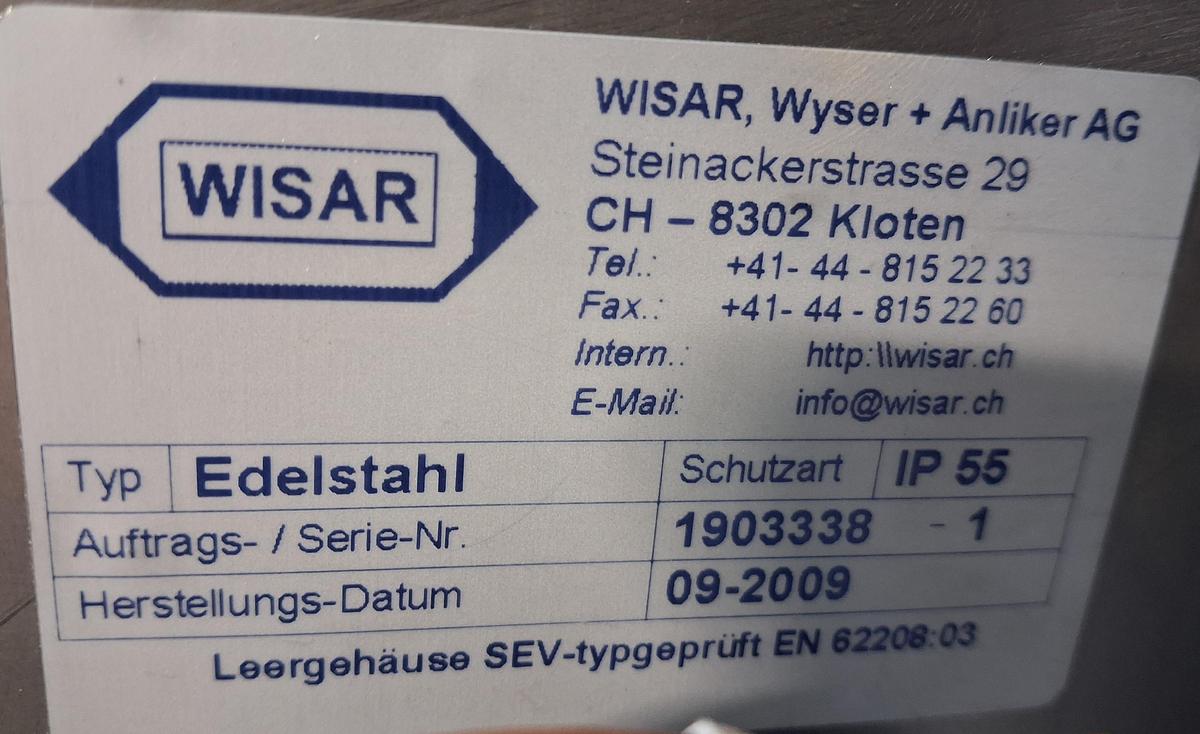 WISAR
WISAR, Wyser + Anliker AG
Steinackerstrasse 29
CH – 8302 Kloten
Tel.: +41- 44 - 815 22 33
Fax.: +41- 44 - 815 22 60
Intern.: http:\\wisar.ch
E-Mail: info@wisar.ch
Typ Edelstahl Schutzart IP 55
Auftrags- / Serie-Nr. 1903338 - 1
Herstellungs-Datum 09-2009
Leergehäuse SEV-typgeprüft EN 62208:03